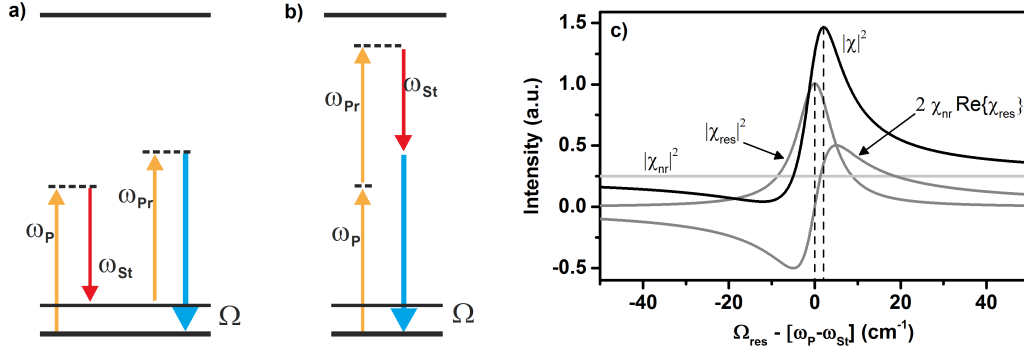 a)
ω_P
ω_St
ω_Pr
Ω
b)
ω_Pr
ω_St
ω_P
Ω
c)
|χ|²
|χ_res|²
2 χ_nr Re{χ_res}
|χ_nr|²
Intensity (a.u.)
1.5
1.0
0.5
0.0
-0.5
-40 -20 0 20 40
Ω_res - [ω_P-ω_St] (cm⁻¹)